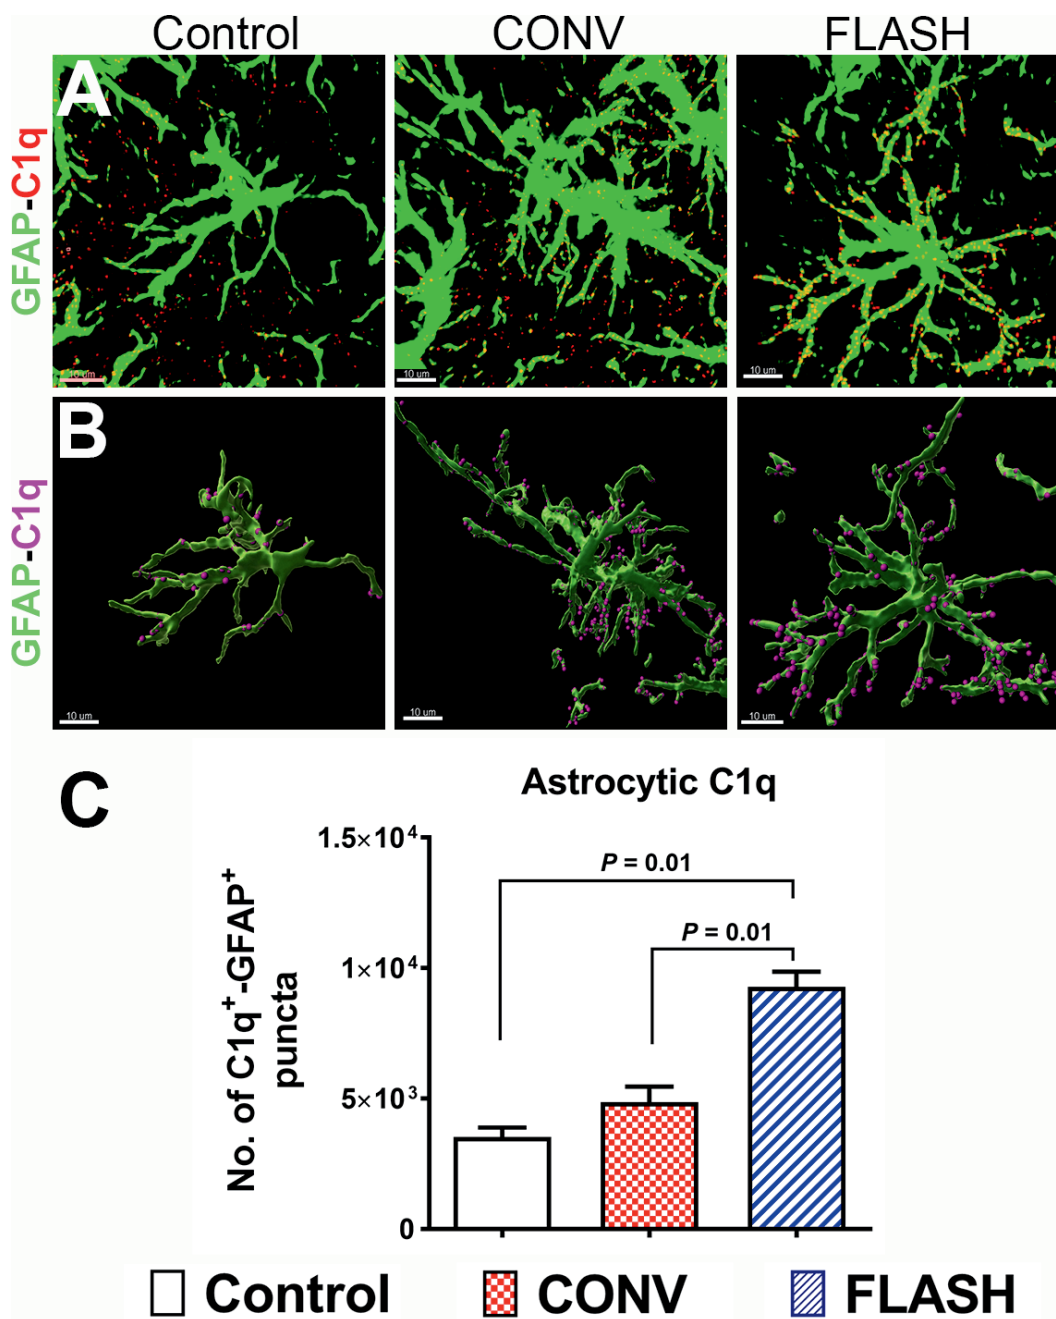 Control CONV FLASH
A
GFAP-C1q
10 um 10 um 10 um
B
GFAP-C1q
10 um 10 um 10 um
C
Astrocytic C1q
No. of C1q⁺-GFAP⁺
puncta
1.5×10⁴
1×10⁴
5×10³
0
P = 0.01
P = 0.01
Control CONV FLASH